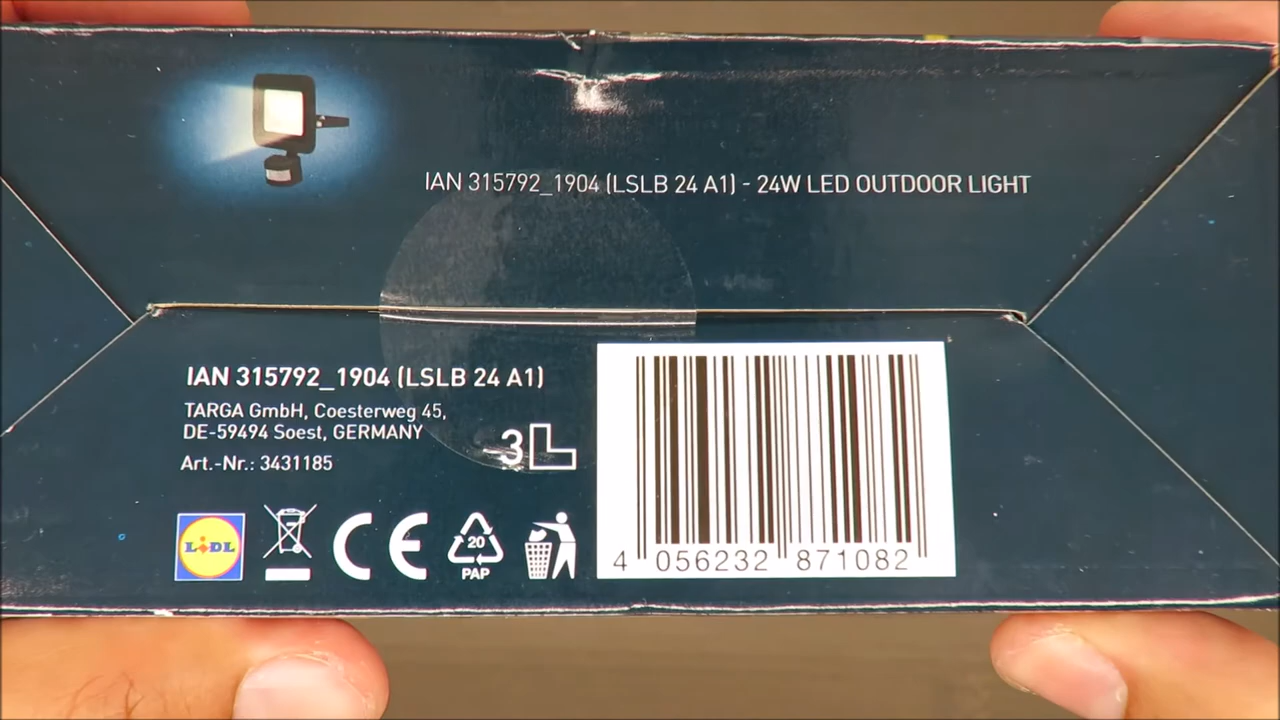 IAN 315792_1904 (LSLB 24 A1) - 24W LED OUTDOOR LIGHT
IAN 315792_1904 (LSLB 24 A1)
TARGA GmbH, Coesterweg 45,
DE-59494 Soest, GERMANY
Art.-Nr.: 3431185
3L
LIDL
CE
20
PAP
4 056232 871082